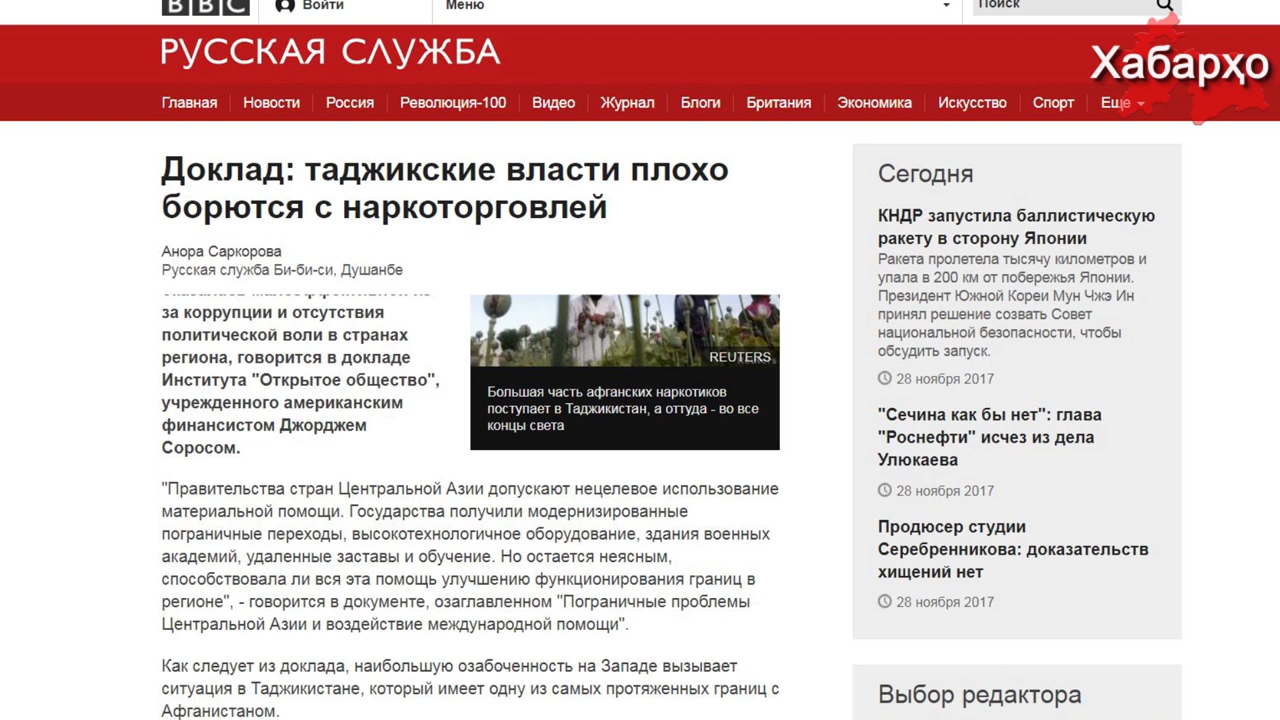 BBC
Войти
Меню
Поиск
РУССКАЯ СЛУЖБА
Хабарҳо
Главная
Новости
Россия
Революция-100
Видео
Журнал
Блоги
Британия
Экономика
Искусство
Спорт
Еще
Доклад: таджикские власти плохо
борются с наркоторговлей
Анора Саркорова
Русская служба Би-би-си, Душанбе
за коррупции и отсутствия
политической воли в странах
региона, говорится в докладе
Института "Открытое общество",
учрежденного американским
финансистом Джорджем
Соросом.
REUTERS
Большая часть афганских наркотиков
поступает в Таджикистан, а оттуда - во все
концы света
"Правительства стран Центральной Азии допускают нецелевое использование
материальной помощи. Государства получили модернизированные
пограничные переходы, высокотехнологичное оборудование, здания военных
академий, удаленные заставы и обучение. Но остается неясным,
способствовала ли вся эта помощь улучшению функционирования границ в
регионе", - говорится в документе, озаглавленном "Пограничные проблемы
Центральной Азии и воздействие международной помощи".
Как следует из доклада, наибольшую озабоченность на Западе вызывает
ситуация в Таджикистане, который имеет одну из самых протяженных границ с
Афганистаном.
Сегодня
КНДР запустила баллистическую
ракету в сторону Японии
Ракета пролетела тысячу километров и
упала в 200 км от побережья Японии.
Президент Южной Кореи Мун Чжэ Ин
принял решение созвать Совет
национальной безопасности, чтобы
обсудить запуск.
28 ноября 2017
"Сечина как бы нет": глава
"Роснефти" исчез из дела
Улюкаева
28 ноября 2017
Продюсер студии
Серебренникова: доказательств
хищений нет
28 ноября 2017
Выбор редактора